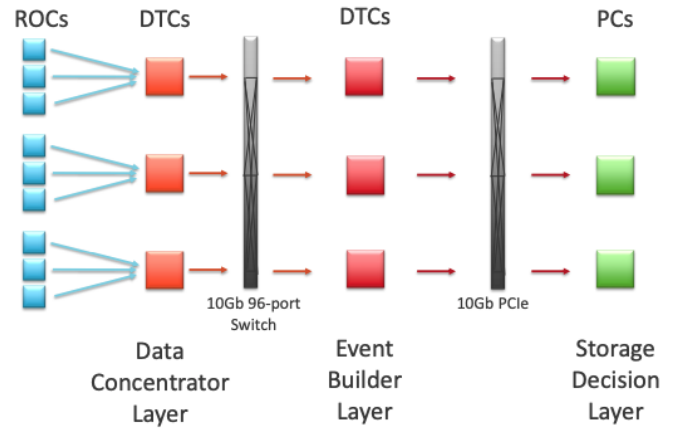 ROCs
DTCs
DTCs
PCs
10Gb 96-port
Switch
10Gb PCIe
Data
Concentrator
Layer
Event
Builder
Layer
Storage
Decision
Layer